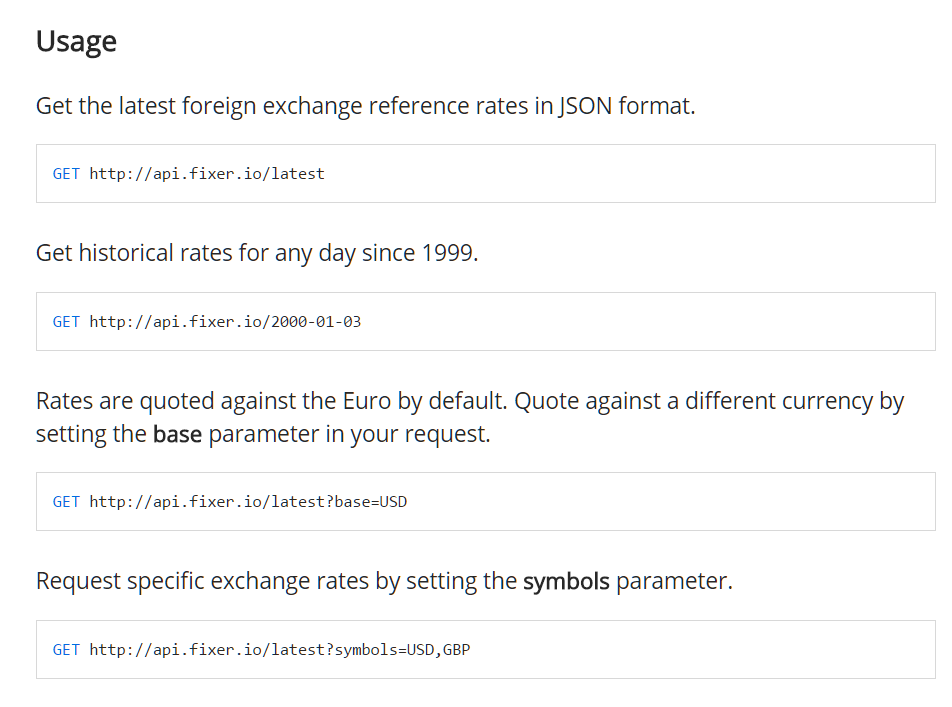 Usage
Get the latest foreign exchange reference rates in JSON format.
GET http://api.fixer.io/latest
Get historical rates for any day since 1999.
GET http://api.fixer.io/2000-01-03
Rates are quoted against the Euro by default. Quote against a different currency by
setting the base parameter in your request.
GET http://api.fixer.io/latest?base=USD
Request specific exchange rates by setting the symbols parameter.
GET http://api.fixer.io/latest?symbols=USD,GBP